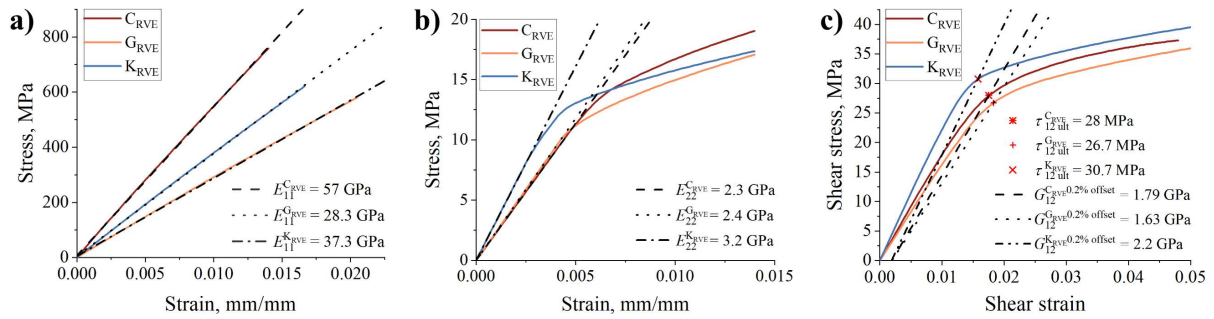 a)
800
600
400
200
0
0.000 0.005 0.010 0.015 0.020
Stress, MPa
Strain, mm/mm
C_RVE
G_RVE
K_RVE
E_11^C_RVE = 57 GPa
E_11^G_RVE = 28.3 GPa
E_11^K_RVE = 37.3 GPa
b)
20
15
10
5
0
0.000 0.005 0.010 0.015
Stress, MPa
Strain, mm/mm
C_RVE
G_RVE
K_RVE
E_22^C_RVE = 2.3 GPa
E_22^G_RVE = 2.4 GPa
E_22^K_RVE = 3.2 GPa
c)
40
35
30
25
20
15
10
5
0
0.00 0.01 0.02 0.03 0.04 0.05
Shear stress, MPa
Shear strain
C_RVE
G_RVE
K_RVE
τ_12 ult^C_RVE = 28 MPa
τ_12 ult^G_RVE = 26.7 MPa
τ_12 ult^K_RVE = 30.7 MPa
G_12^C_RVE 0.2% offset = 1.79 GPa
G_12^G_RVE 0.2% offset = 1.63 GPa
G_12^K_RVE 0.2% offset = 2.2 GPa